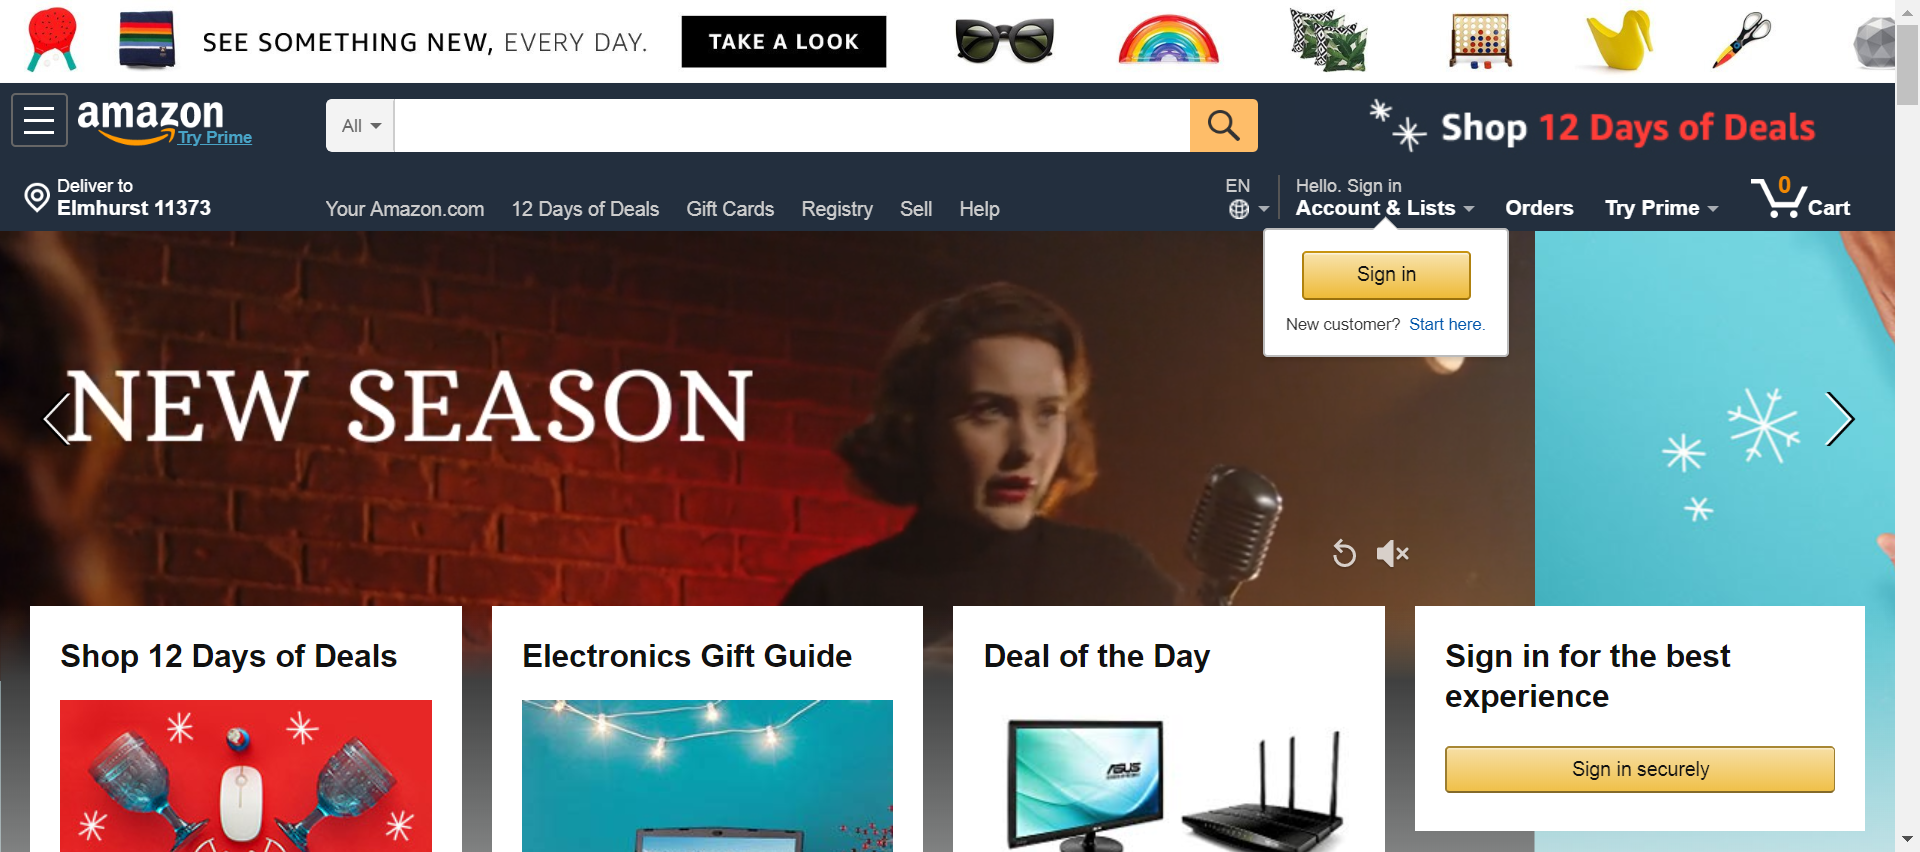 SEE SOMETHING NEW, EVERY DAY.
TAKE A LOOK
amazon
Try Prime
All
Shop 12 Days of Deals
Deliver to
Elmhurst 11373
Your Amazon.com 12 Days of Deals Gift Cards Registry Sell Help
EN
Hello. Sign in
Account & Lists
Orders
Try Prime
0
Cart
Sign in
New customer? Start here.
NEW SEASON
Shop 12 Days of Deals
Electronics Gift Guide
Deal of the Day
ASUS
Sign in for the best
experience
Sign in securely